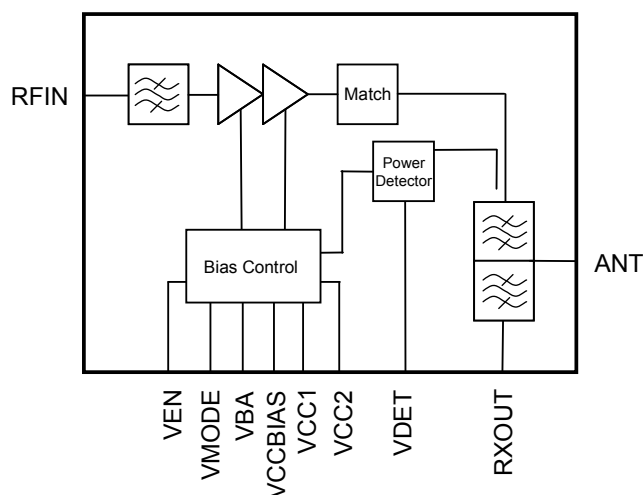 RFIN
Match
Power
Detector
Bias Control
ANT
VEN
VMODE
VBA
VCCBIAS
VCC1
VCC2
VDET
RXOUT